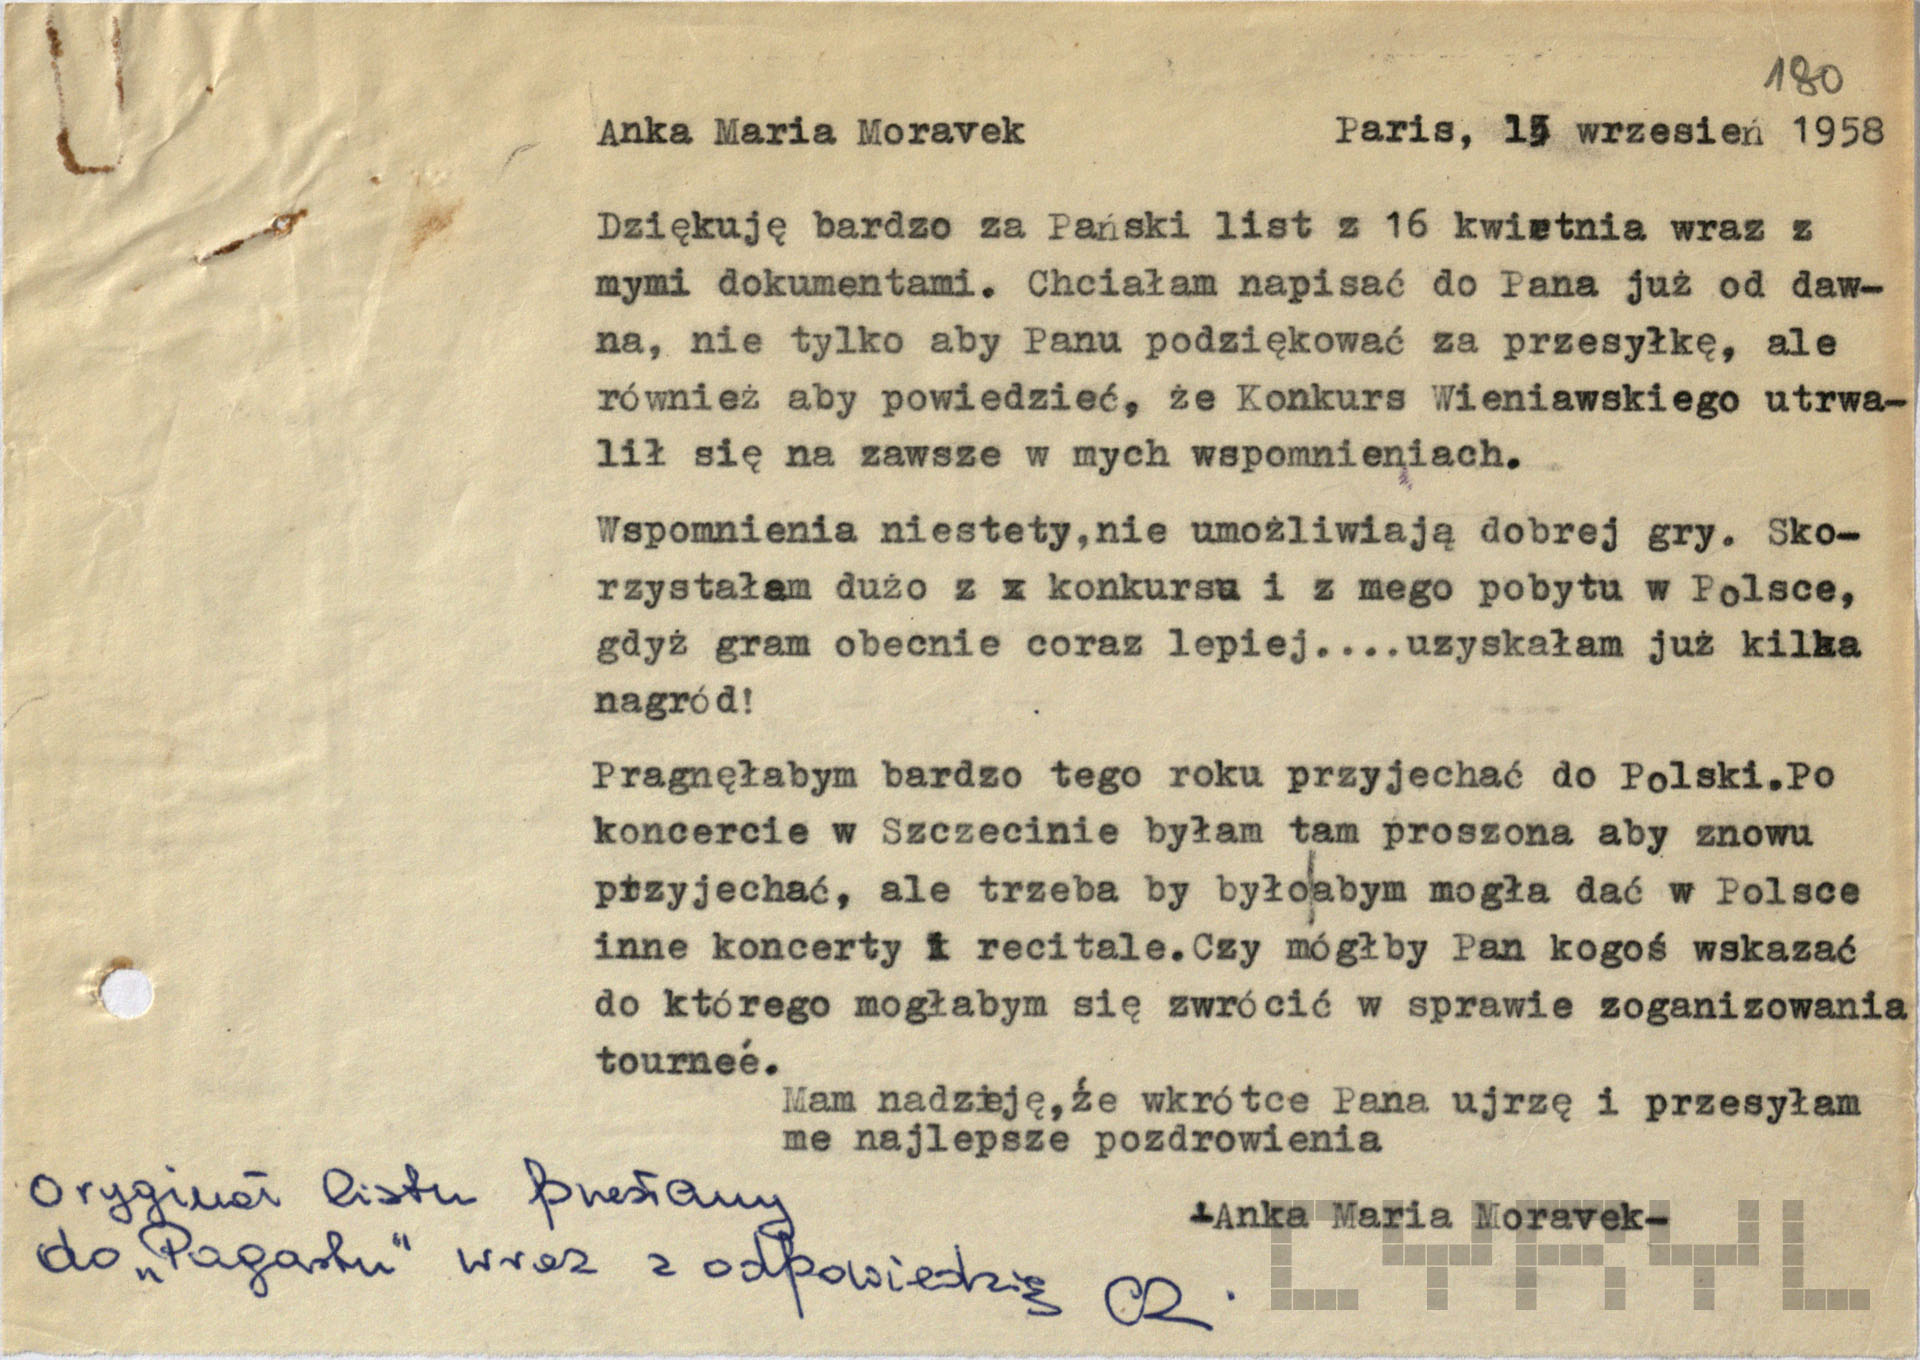 180
Anka Maria Moravek Paris, 15 wrzesień 1958
Dziękuję bardzo za Pański list z 16 kwietnia wraz z
mymi dokumentami. Chciałam napisać do Pana już od daw-
na, nie tylko aby Panu podziękować za przesyłkę, ale
również aby powiedzieć, że Konkurs Wieniawskiego utrwa-
lił się na zawsze w mych wspomnieniach.
Wspomnienia niestety,nie umożliwiają dobrej gry. Sko-
rzystałam dużo z x konkursu i z mego pobytu w Polsce,
gdyż gram obecnie coraz lepiej....uzyskałam już kilka
nagród!
Pragnęłabym bardzo tego roku przyjechać do Polski.Po
koncercie w Szczecinie byłam tam proszona aby znowu
przyjechać, ale trzeba by było|abym mogła dać w Polsce
inne koncerty i recitale.Czy mógłby Pan kogoś wskazać
do którego mogłabym się zwrócić w sprawie zoganizowania
tourneé.
Mam nadzieję,że wkrótce Pana ujrzę i przesyłam
me najlepsze pozdrowienia
-Anka Maria Moravek-
Oryginał listu przesłany
do „Pagartu" wraz z odpowiedzią CR.